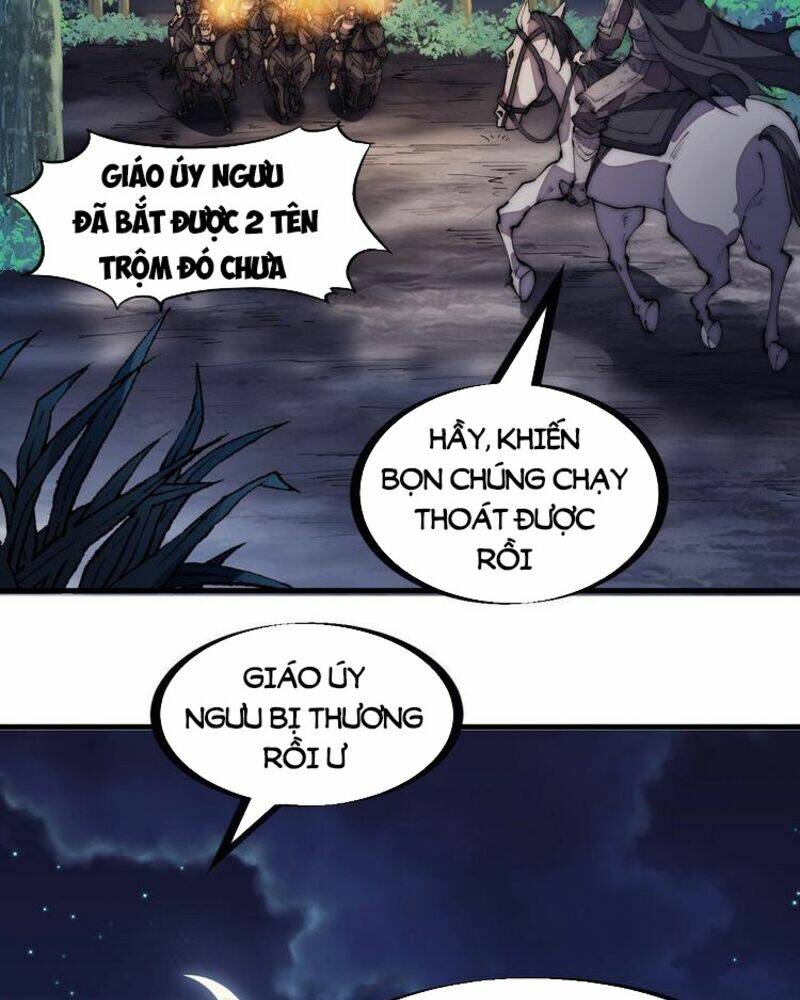 GIÁO ÚY NGƯU
ĐÃ BẮT ĐƯỢC 2 TÊN
TRỘM ĐÓ CHƯA
HẦY, KHIẾN
BỌN CHÚNG CHẠY
THOÁT ĐƯỢC
RỒI
GIÁO ÚY
NGƯU BỊ THƯƠNG
RỒI Ư